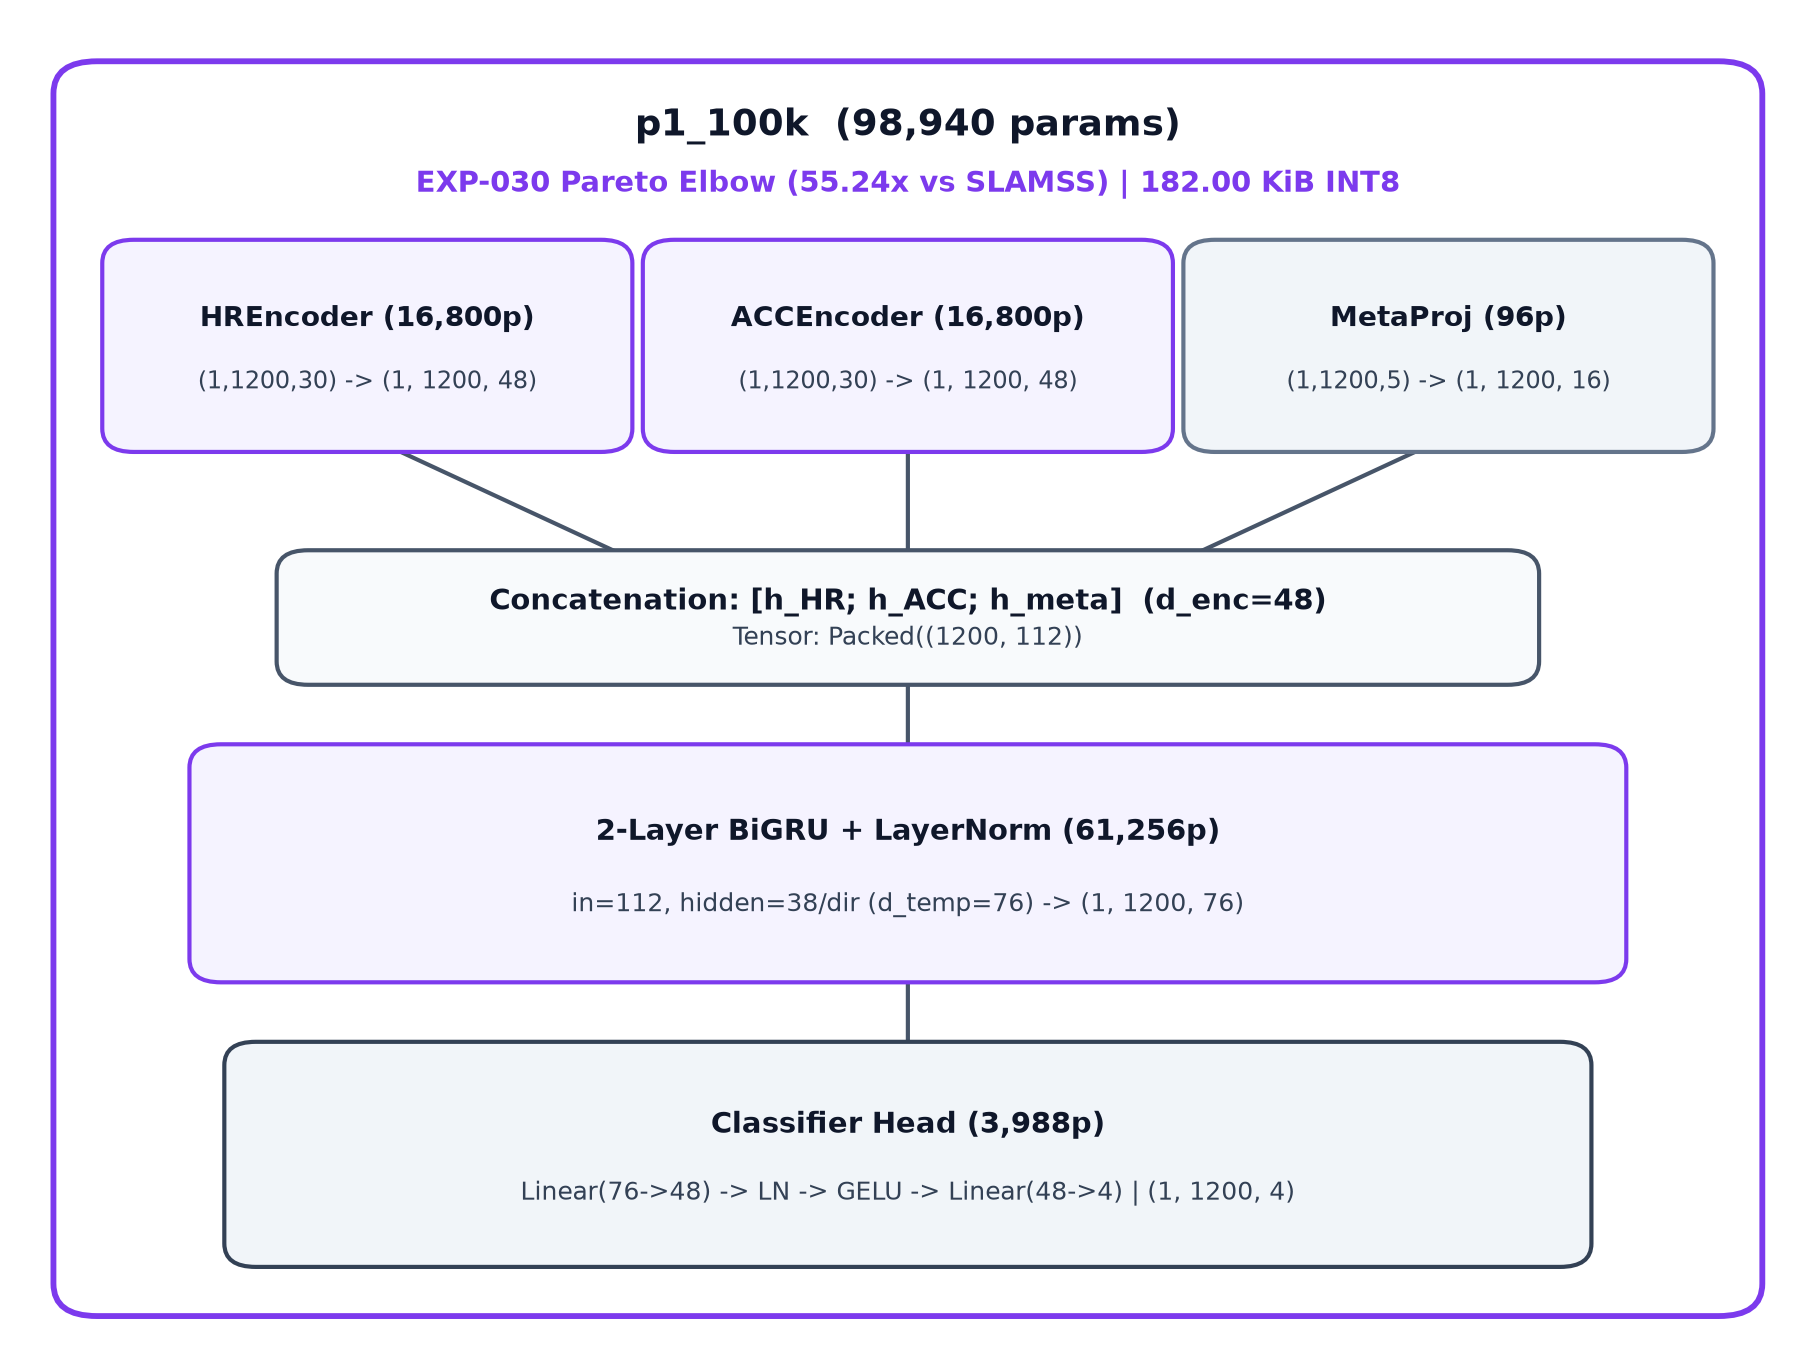 p1_100k  (98,940 params)
EXP-030 Pareto Elbow (55.24x vs SLAMSS) | 182.00 KiB INT8
HREncoder (16,800p)
(1,1200,30) -> (1, 1200, 48)
ACCEncoder (16,800p)
(1,1200,30) -> (1, 1200, 48)
MetaProj (96p)
(1,1200,5) -> (1, 1200, 16)
Concatenation: [h_HR; h_ACC; h_meta]  (d_enc=48)
Tensor: Packed((1200, 112))
2-Layer BiGRU + LayerNorm (61,256p)
in=112, hidden=38/dir (d_temp=76) -> (1, 1200, 76)
Classifier Head (3,988p)
Linear(76->48) -> LN -> GELU -> Linear(48->4) | (1, 1200, 4)